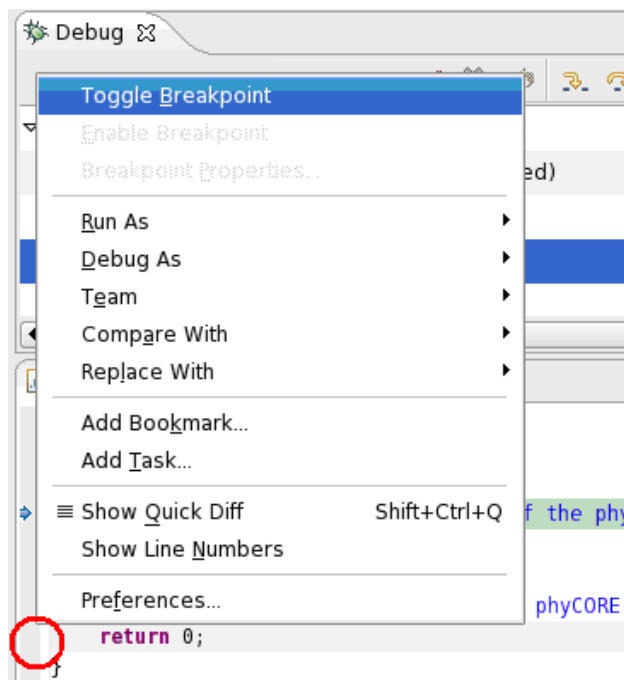 Debug
Toggle Breakpoint
Enable Breakpoint
Breakpoint Properties...
ed)
Run As
Debug As
Team
Compare With
Replace With
Add Bookmark...
Add Task...
Show Quick Diff Shift+Ctrl+Q
f the phy
Show Line Numbers
Preferences...
phyCORE
return 0;
}